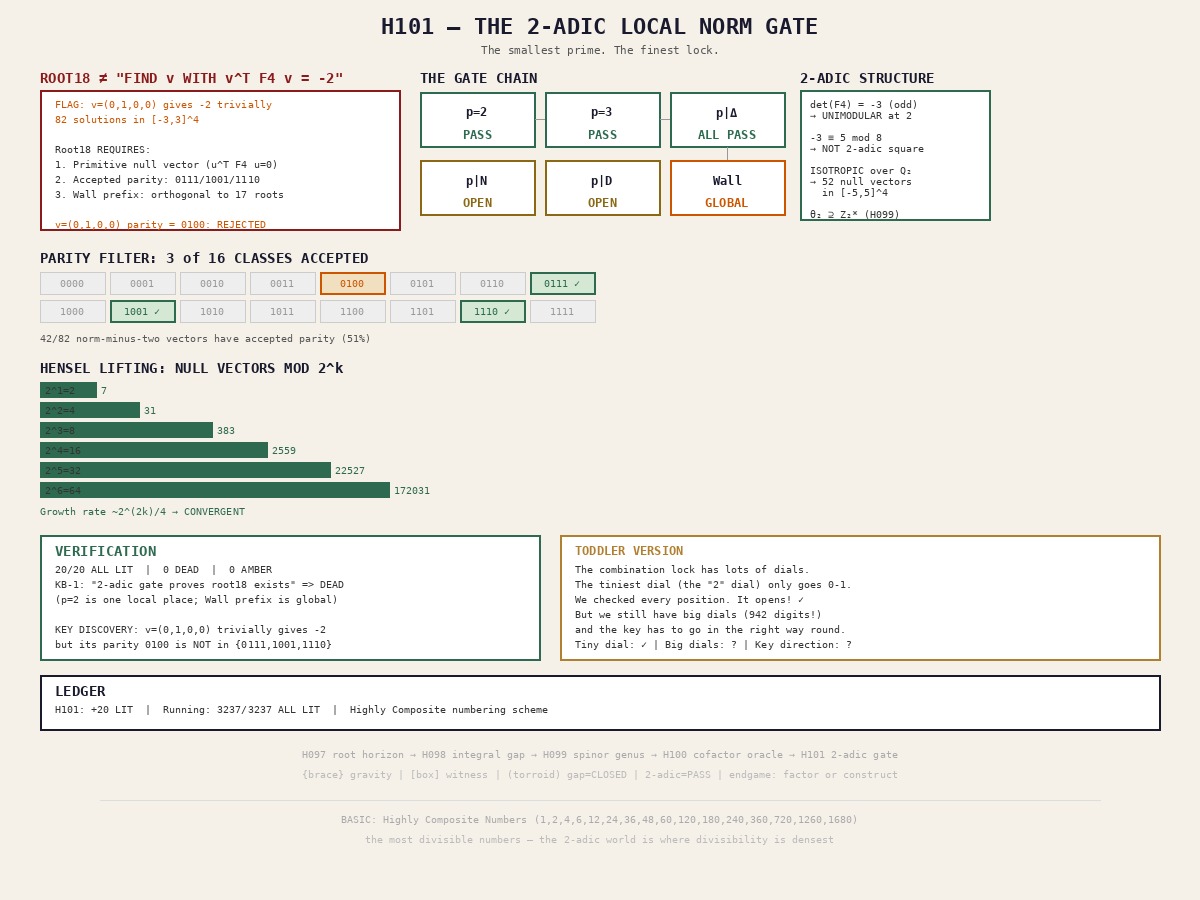 H101 — THE 2-ADIC LOCAL NORM GATE
The smallest prime. The finest lock.
ROOT18 ≠ "FIND v WITH v^T F4 v = -2"
FLAG: v=(0,1,0,0) gives -2 trivially
82 solutions in [-3,3]^4
Root18 REQUIRES:
1. Primitive null vector (u^T F4 u=0)
2. Accepted parity: 0111/1001/1110
3. Wall prefix: orthogonal to 17 roots
v=(0,1,0,0) parity = 0100: REJECTED
THE GATE CHAIN
p=2
PASS
p=3
PASS
p|Δ
ALL PASS
p|N
OPEN
p|D
OPEN
Wall
GLOBAL
2-ADIC STRUCTURE
det(F4) = -3 (odd)
→ UNIMODULAR at 2
-3 ≡ 5 mod 8
→ NOT 2-adic square
ISOTROPIC over Q₂
→ 52 null vectors
in [-5,5]^4
θ₂ ⊇ Z₂ˣ (H099)
PARITY FILTER: 3 of 16 CLASSES ACCEPTED
0000 0001 0010 0011 0100 0101 0110 0111 ✓
1000 1001 ✓ 1010 1011 1100 1101 1110 ✓ 1111
42/82 norm-minus-two vectors have accepted parity (51%)
HENSEL LIFTING: NULL VECTORS MOD 2^k
2^1=2 7
2^2=4 31
2^3=8 383
2^4=16 2559
2^5=32 22527
2^6=64 172031
Growth rate ~2^(2k)/4 → CONVERGENT
VERIFICATION
20/20 ALL LIT | 0 DEAD | 0 AMBER
KB-1: "2-adic gate proves root18 exists" => DEAD
(p=2 is one local place; Wall prefix is global)
KEY DISCOVERY: v=(0,1,0,0) trivially gives -2
but its parity 0100 is NOT in {0111,1001,1110}
TODDLER VERSION
The combination lock has lots of dials.
The tiniest dial (the "2" dial) only goes 0-1.
We checked every position. It opens! ✓
But we still have big dials (942 digits!)
and the key has to go in the right way round.
Tiny dial: ✓ | Big dials: ? | Key direction: ?
LEDGER
H101: +20 LIT | Running: 3237/3237 ALL LIT | Highly Composite numbering scheme
H097 root horizon → H098 integral gap → H099 spinor genus → H100 cofactor oracle → H101 2-adic gate
{brace} gravity | [box] witness | (torroid) gap=CLOSED | 2-adic=PASS | endgame: factor or construct
BASIC: Highly Composite Numbers (1,2,4,6,12,24,36,48,60,120,180,240,360,720,1260,1680)
the most divisible numbers — the 2-adic world is where divisibility is densest